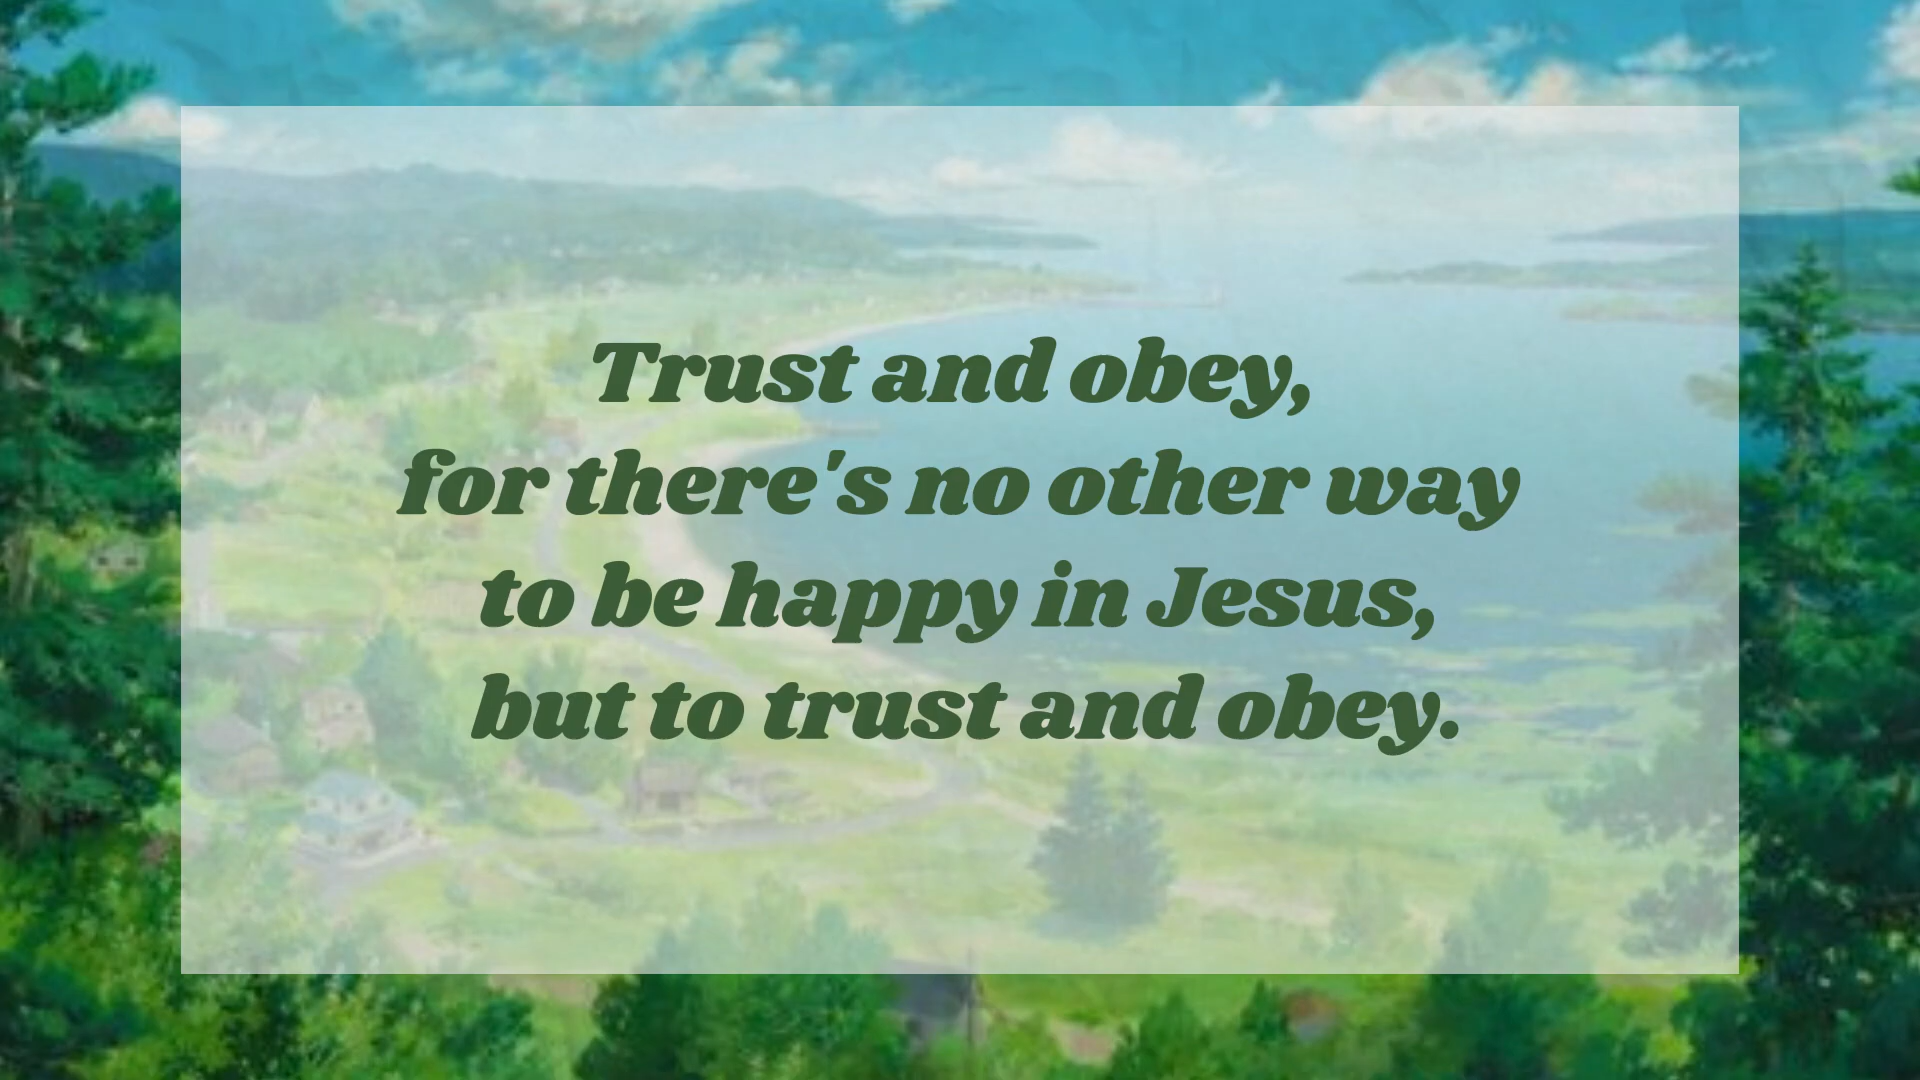 Trust and obey,
for there's no other way
to be happy in Jesus,
but to trust and obey.